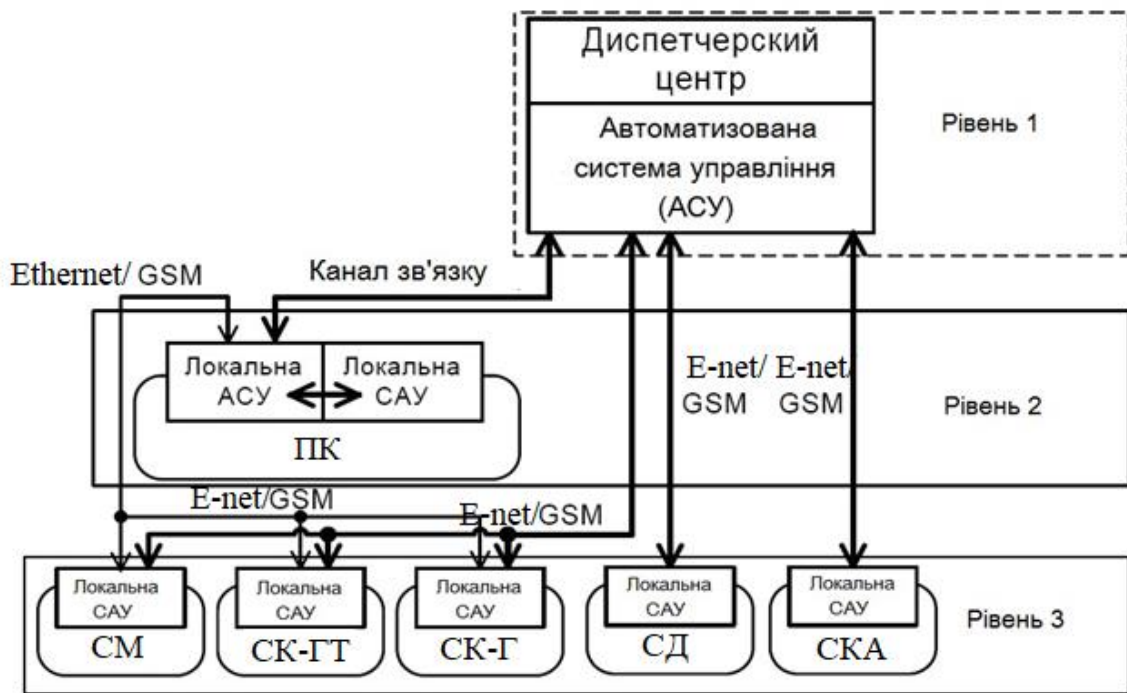 Диспетчерский
центр
Автоматизована
система управління
(АСУ)
Рівень 1
Ethernet/ GSM
Канал зв'язку
Локальна
АСУ
Локальна
САУ
ПК
E-net/
GSM
E-net/
GSM
Рівень 2
E-net/GSM
E-net/GSM
Локальна
САУ
СМ
Локальна
САУ
СК-ГТ
Локальна
САУ
СК-Г
Локальна
САУ
СД
Локальна
САУ
СКА
Рівень 3